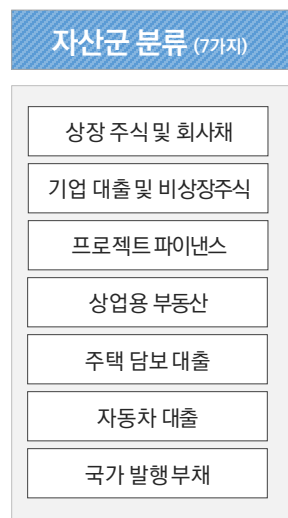 자산군 분류 (7가지)
상장 주식 및 회사채
기업 대출 및 비상장주식
프로젝트 파이낸스
상업용 부동산
주택 담보 대출
자동차 대출
국가 발행 부채